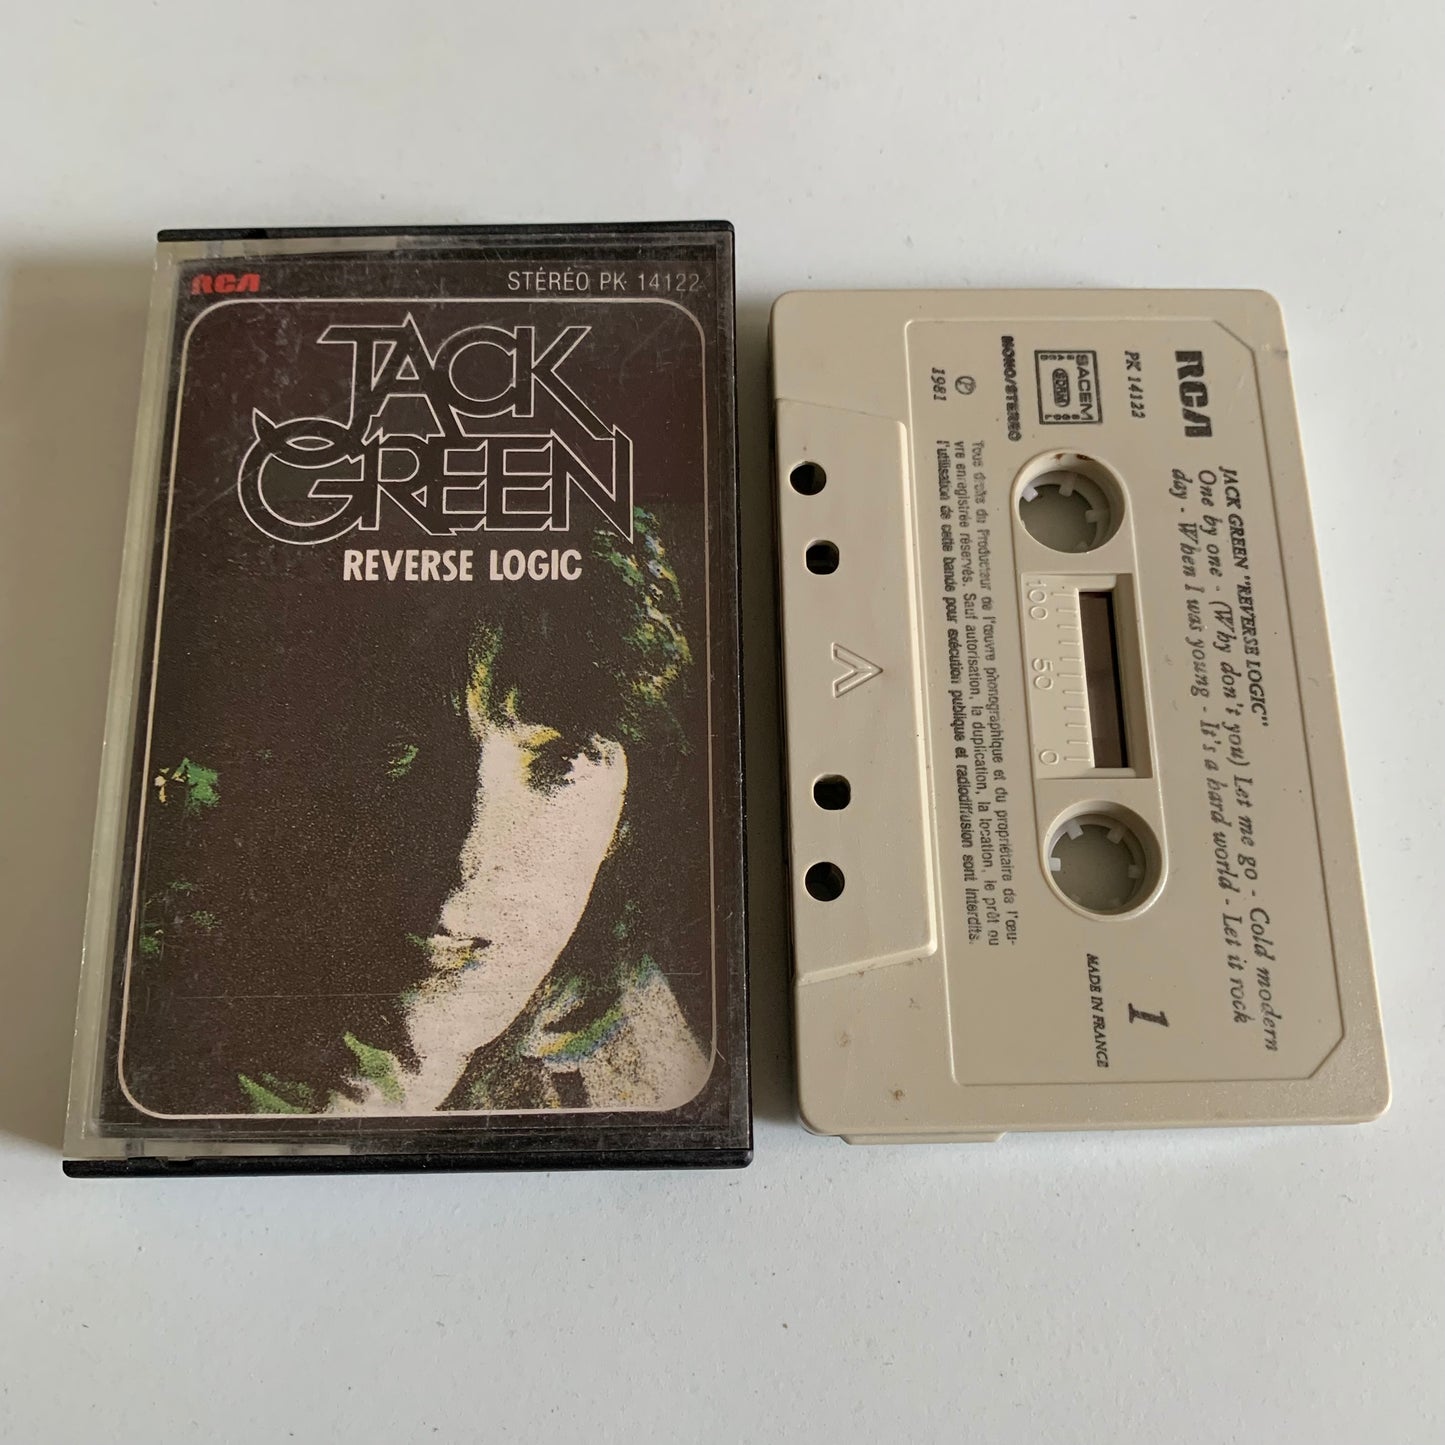 RCA
STÉRÉO PK 14122
JACK
GREEN
REVERSE LOGIC
RCA
PK 14122
SACEM
MONO/STEREO
Ⓟ
1981
JACK GREEN "REVERSE LOGIC"
One by one - (Why don't you) Let me go - Cold modern
day - When I was young - It's a hard world - Let it rock
100 50 0
1
MADE IN FRANCE
Tous droits du Producteur de l'œuvre phonographique et du propriétaire de l'œu-
vre enregistrée réservés. Sauf autorisation, la duplication, la location, le prêt ou
l'utilisation de cette bande pour exécution publique et radiodiffusion sont interdits.